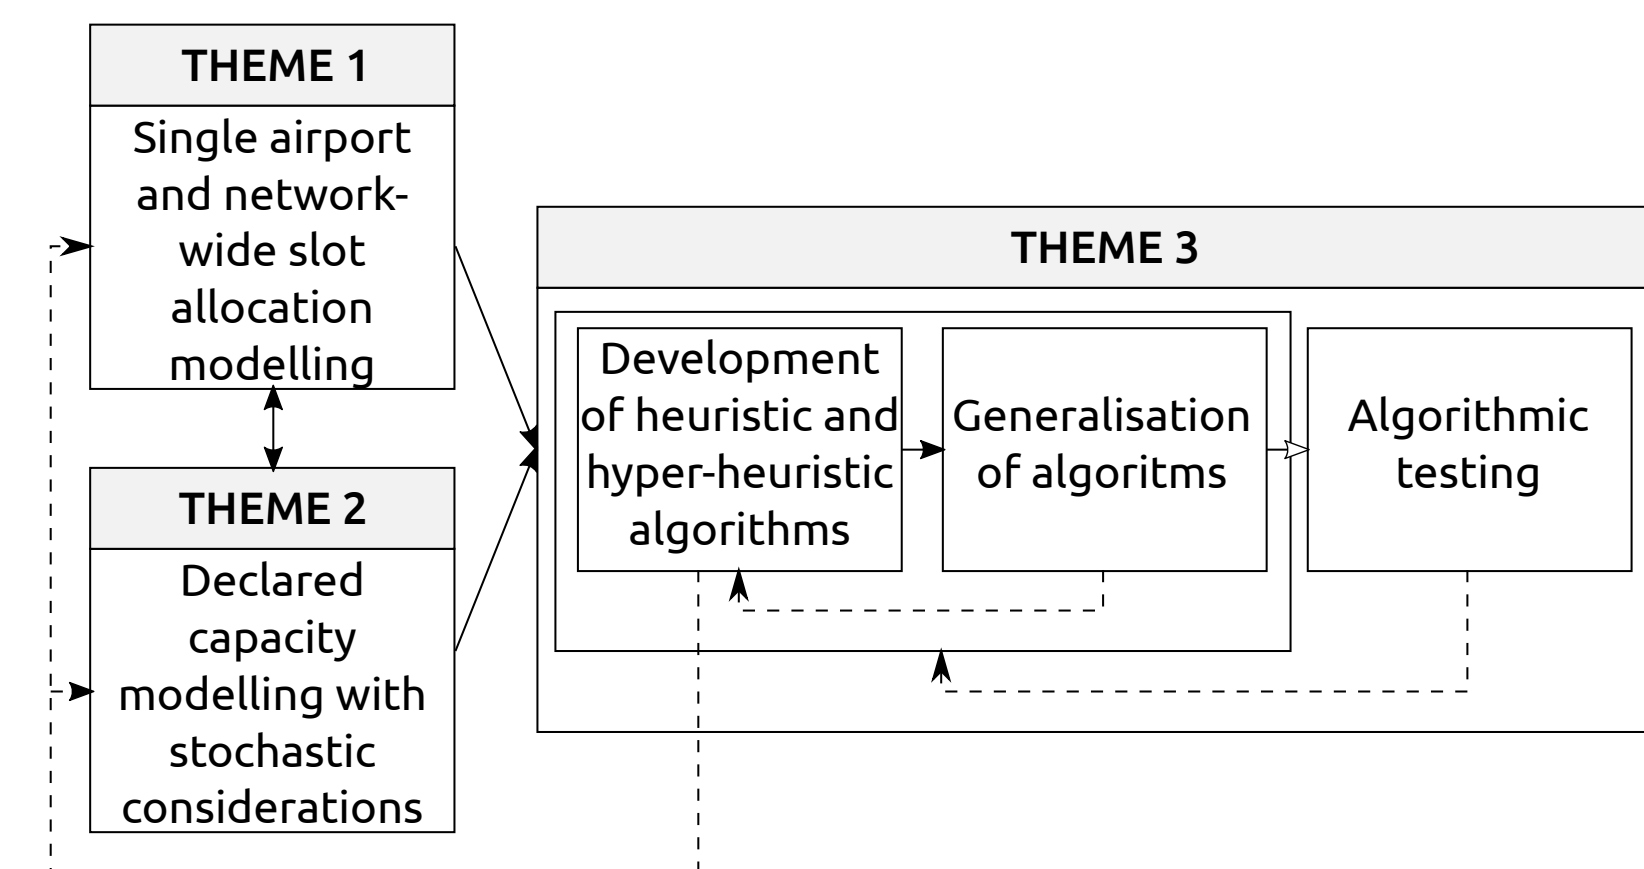 THEME 1
Single airport
and network-
wide slot
allocation
modelling
THEME 2
Declared
capacity
modelling with
stochastic
considerations
THEME 3
Development
of heuristic and
hyper-heuristic
algorithms
Generalisation
of algoritms
Algorithmic
testing